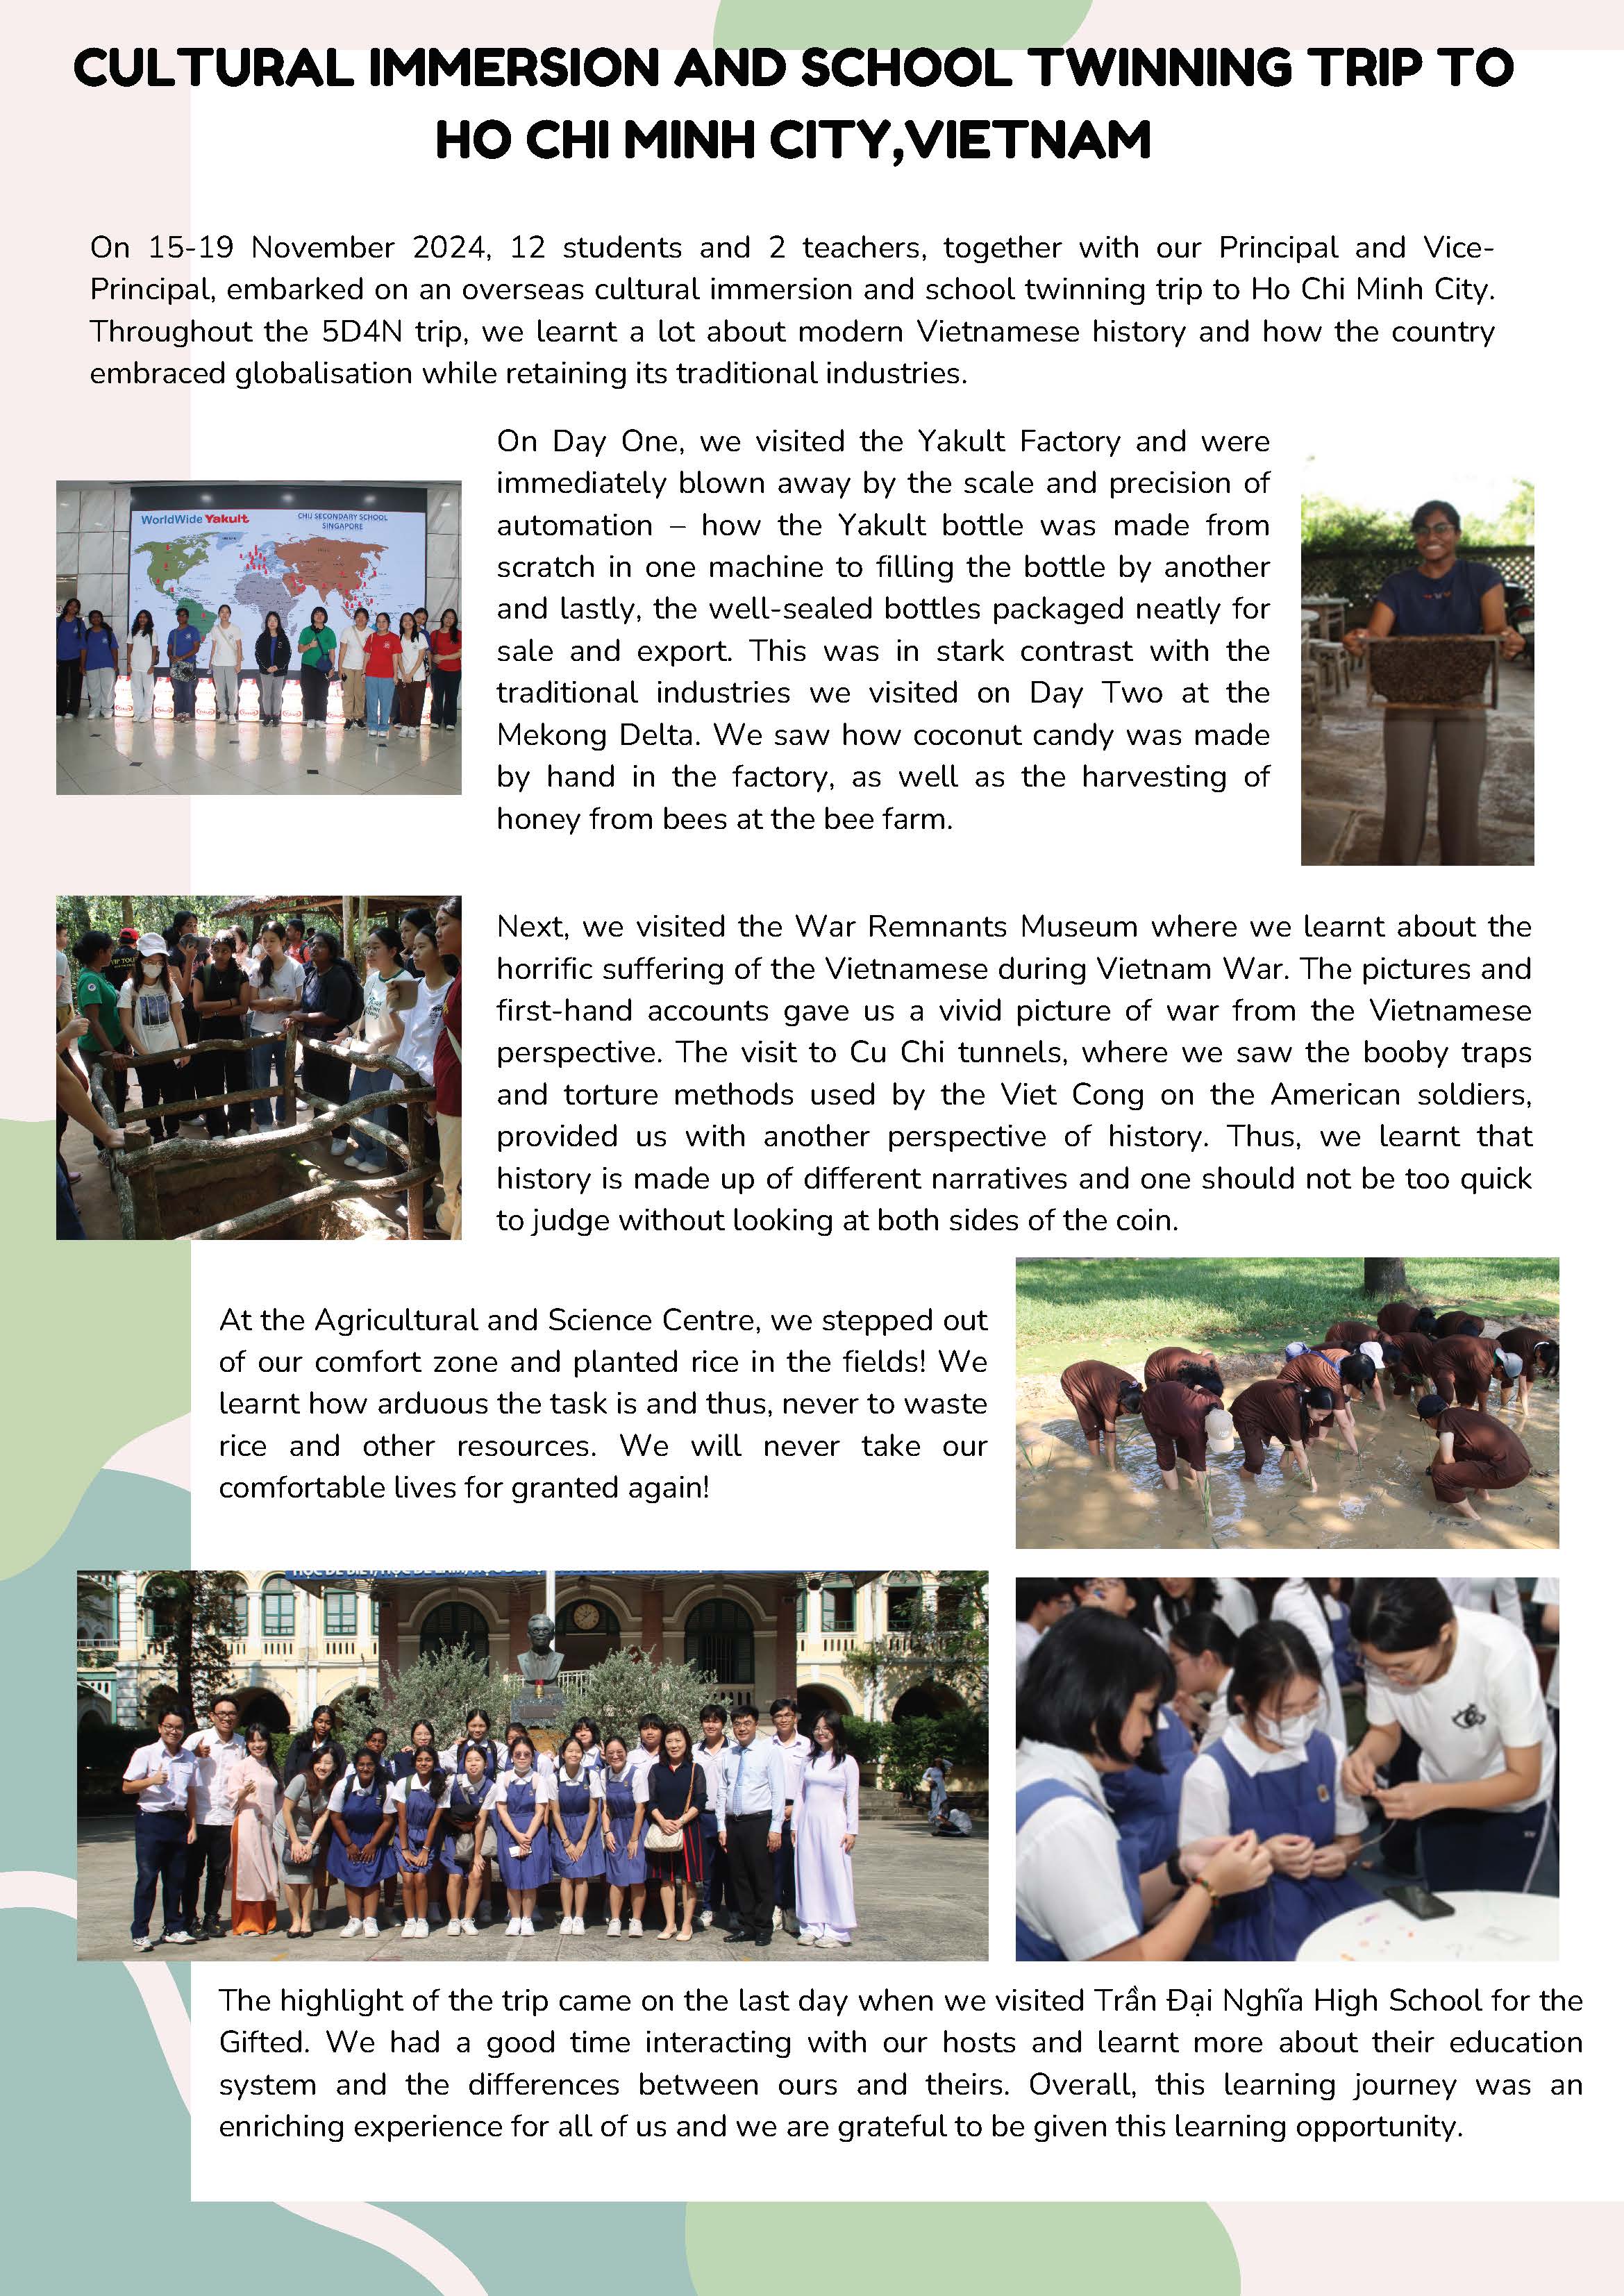 CULTURAL IMMERSION AND SCHOOL TWINNING TRIP TO
HO CHI MINH CITY,VIETNAM
On 15-19 November 2024, 12 students and 2 teachers, together with our Principal and Vice-
Principal, embarked on an overseas cultural immersion and school twinning trip to Ho Chi Minh City.
Throughout the 5D4N trip, we learnt a lot about modern Vietnamese history and how the country
embraced globalisation while retaining its traditional industries.
WorldWide Yakult
CHIJ SECONDARY SCHOOL
SINGAPORE
On Day One, we visited the Yakult Factory and were
immediately blown away by the scale and precision of
automation – how the Yakult bottle was made from
scratch in one machine to filling the bottle by another
and lastly, the well-sealed bottles packaged neatly for
sale and export. This was in stark contrast with the
traditional industries we visited on Day Two at the
Mekong Delta. We saw how coconut candy was made
by hand in the factory, as well as the harvesting of
honey from bees at the bee farm.
Next, we visited the War Remnants Museum where we learnt about the
horrific suffering of the Vietnamese during Vietnam War. The pictures and
first-hand accounts gave us a vivid picture of war from the Vietnamese
perspective. The visit to Cu Chi tunnels, where we saw the booby traps
and torture methods used by the Viet Cong on the American soldiers,
provided us with another perspective of history. Thus, we learnt that
history is made up of different narratives and one should not be too quick
to judge without looking at both sides of the coin.
At the Agricultural and Science Centre, we stepped out
of our comfort zone and planted rice in the fields! We
learnt how arduous the task is and thus, never to waste
rice and other resources. We will never take our
comfortable lives for granted again!
The highlight of the trip came on the last day when we visited Trần Đại Nghĩa High School for the
Gifted. We had a good time interacting with our hosts and learnt more about their education
system and the differences between ours and theirs. Overall, this learning journey was an
enriching experience for all of us and we are grateful to be given this learning opportunity.